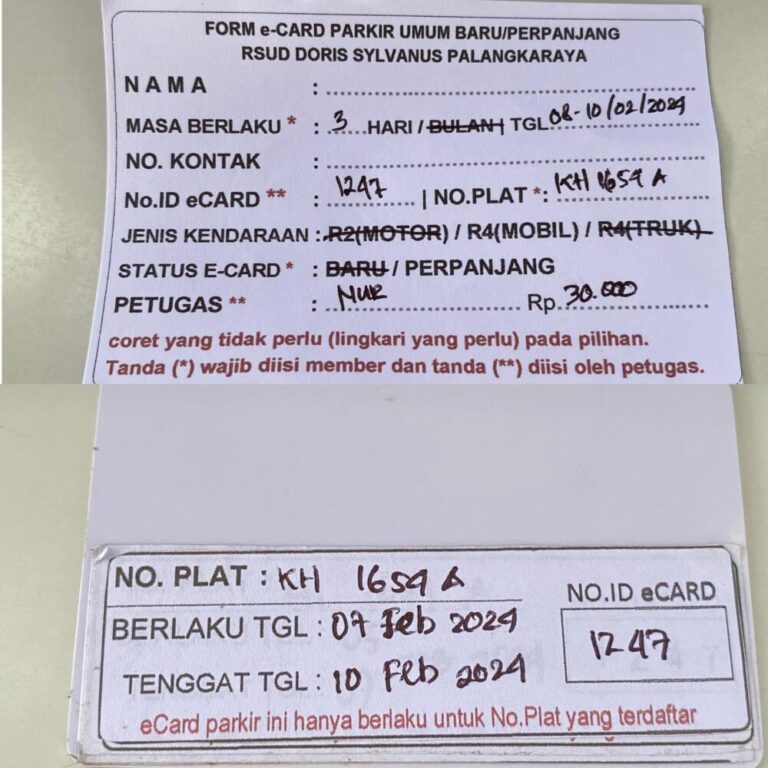 FORM e-CARD PARKIR UMUM BARU/PERPANJANG
RSUD DORIS SYLVANUS PALANGKARAYA
NAMA :
MASA BERLAKU * : 3 HARI / BULAN | TGL 08-10/02/2024
NO. KONTAK :
No.ID eCARD ** : 1247 | NO.PLAT *: KH 1654 A
JENIS KENDARAAN : R2(MOTOR) / R4(MOBIL) / R4(TRUK)
STATUS E-CARD * : BARU / PERPANJANG
PETUGAS ** : NUR Rp. 30.000
coret yang tidak perlu (lingkari yang perlu) pada pilihan.
Tanda (*) wajib diisi member dan tanda (**) diisi oleh petugas.
NO. PLAT : KH 1654 A
BERLAKU TGL : 07 Feb 2024
TENGGAT TGL : 10 Feb 2024
NO.ID eCARD
1247
eCard parkir ini hanya berlaku untuk No.Plat yang terdaftar